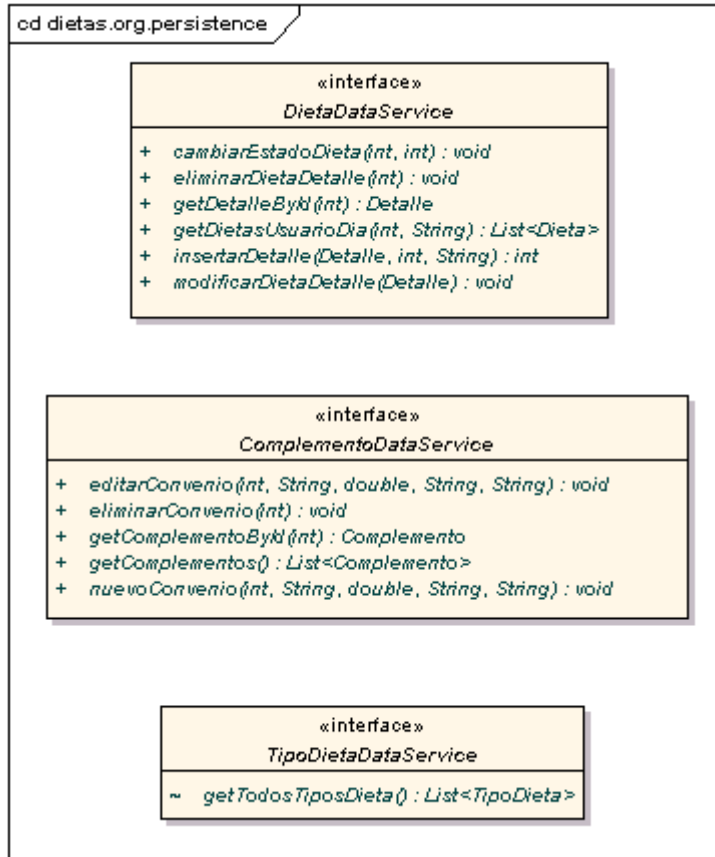 cd dietas.org.persistence
«interface»
DietaDataService
+ cambiarEstadoDieta(int, int) : void
+ eliminarDietaDetalle(int) : void
+ getDetalleById(int) : Detalle
+ getDietasUsuarioDia(int, String) : List<Dieta>
+ insertarDetalle(Detalle, int, String) : int
+ modificarDietaDetalle(Detalle) : void
«interface»
ComplementoDataService
+ editarConvenio(int, String, double, String, String) : void
+ eliminarConvenio(int) : void
+ getComplementoById(int) : Complemento
+ getComplementos() : List<Complemento>
+ nuevoConvenio(int, String, double, String, String) : void
«interface»
TipoDietaDataService
~ getTodosTiposDieta() : List<TipoDieta>